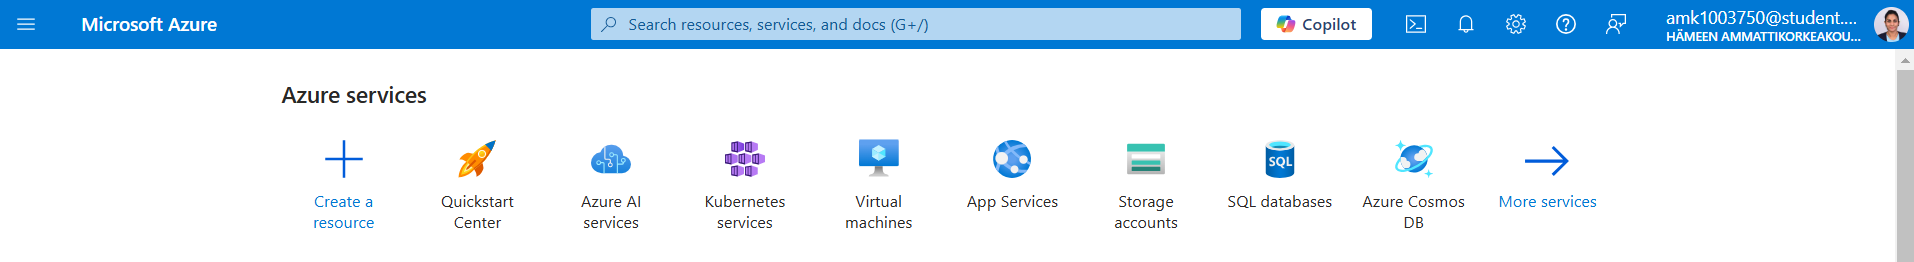 Microsoft Azure
Search resources, services, and docs (G+/)
Copilot
amk1003750@student....
HÄMEEN AMMATTIKORKEAKOU...
Azure services
Create a
resource
Quickstart
Center
Azure AI
services
Kubernetes
services
Virtual
machines
App Services
Storage
accounts
SQL
SQL databases
Azure Cosmos
DB
More services